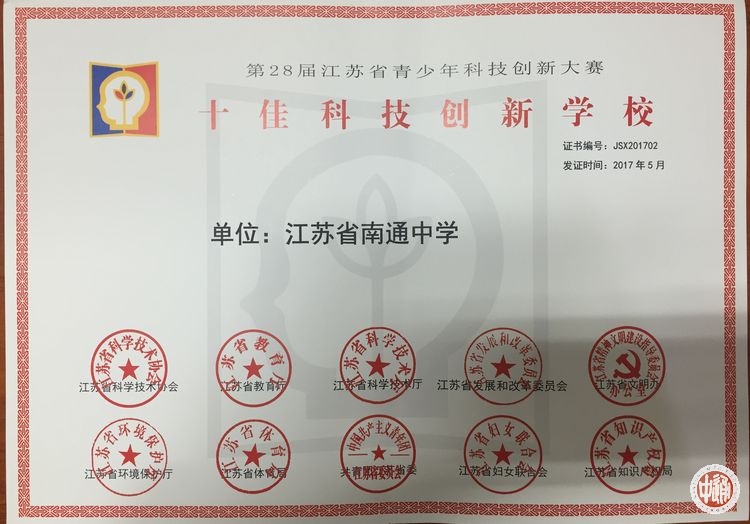 第28届江苏省青少年科技创新大赛
十佳科技创新学校
证书编号：JSX201702
发证时间：2017年5月
单位：江苏省南通中学
江苏省科学技术协会
江苏省教育厅
江苏省科学技术厅
江苏省发展和改革委员会
江苏省文明办
江苏省环境保护厅
江苏省体育局
共青团江苏省委
江苏省妇女联合会
江苏省知识产权局